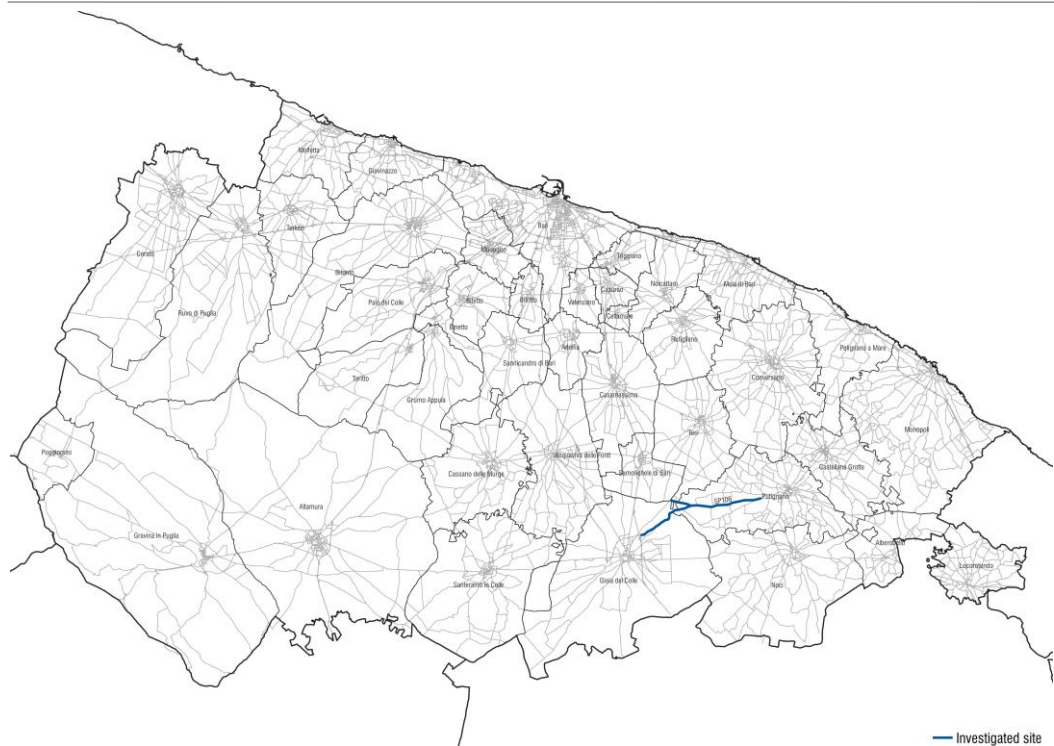 Molfetta
Giovinazzo
Corato
Ruvo di Puglia
Terlizzi
Bitonto
Bari
Modugno
Palo del Colle
Bitetto
Bitritto
Binetto
Valenzano
Triggiano
Capurso
Cellamare
Noicattaro
Mola di Bari
Rutigliano
Adelfia
Sannicandro di Bari
Toritto
Grumo Appula
Casamassima
Conversano
Polignano a Mare
Monopoli
Turi
Castellana Grotte
Sammichele di Bari
Acquaviva delle Fonti
Cassano delle Murge
Poggiorsini
Altamura
Gravina in Puglia
Santeramo in Colle
Gioia del Colle
sp106
Putignano
Noci
Alberobello
Locorotondo
Investigated site